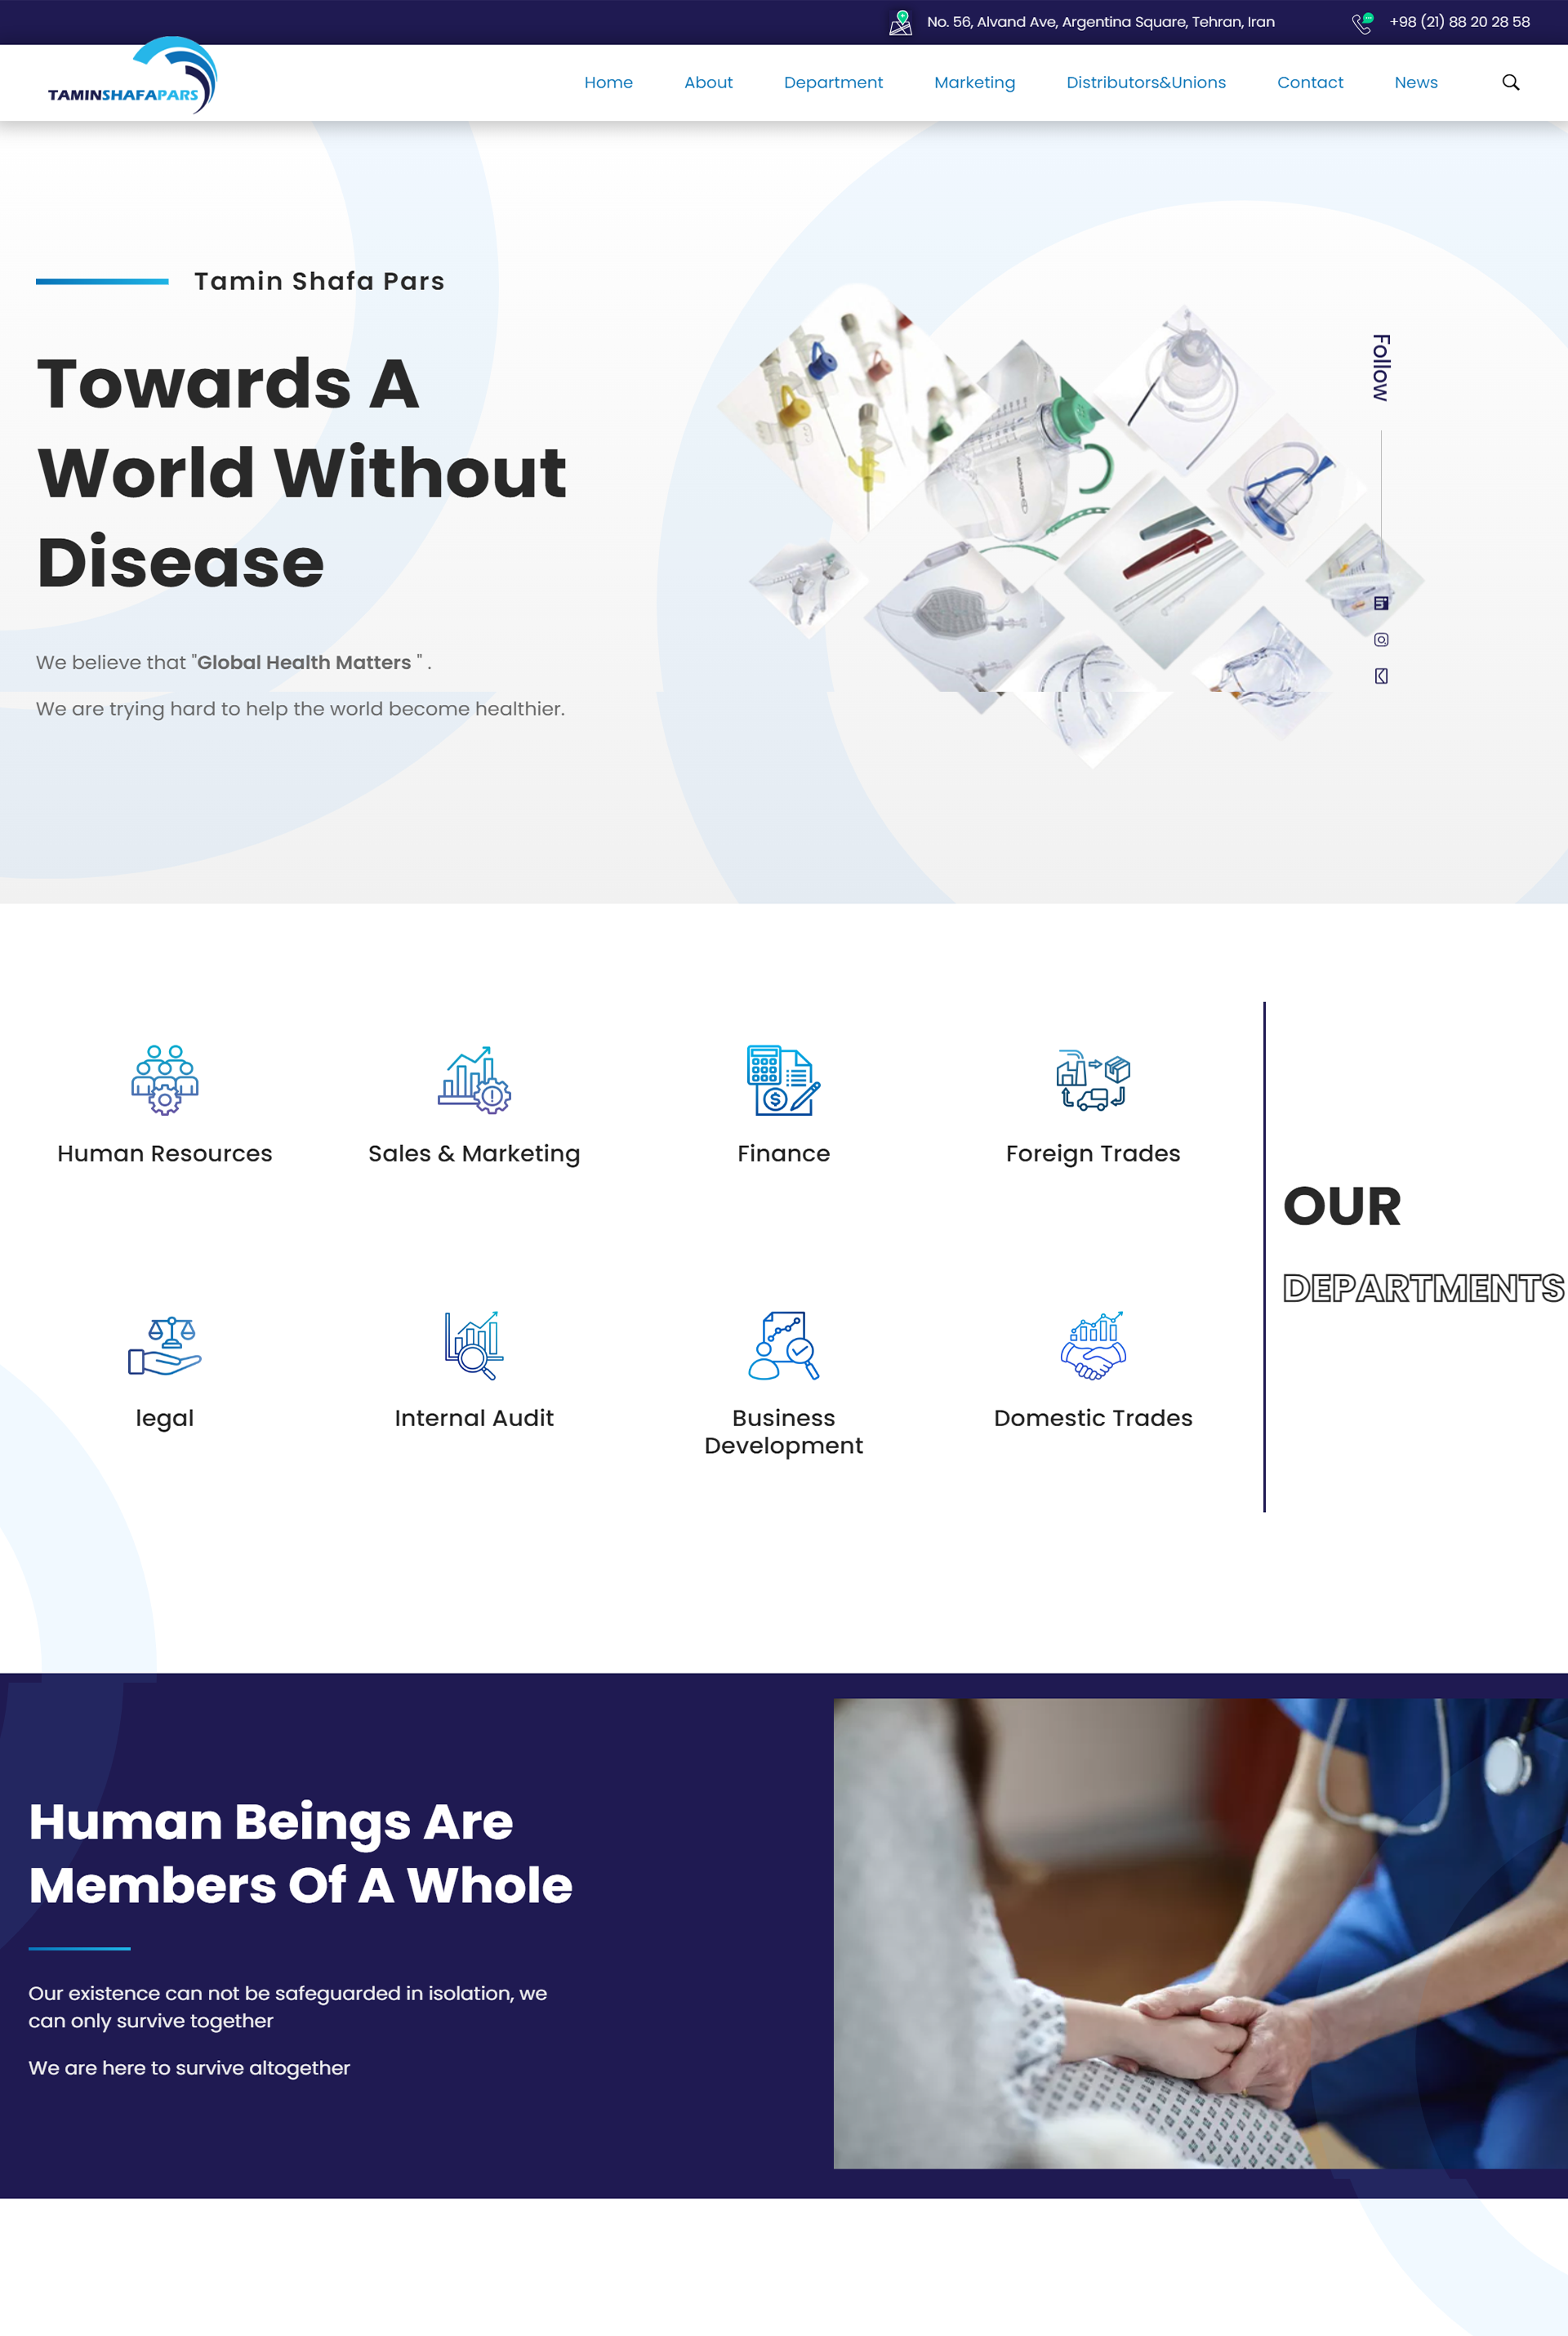 No. 56, Alvand Ave, Argentina Square, Tehran, Iran
+98 (21) 88 20 28 58
TAMINSHAFAPARS
Home
About
Department
Marketing
Distributors&Unions
Contact
News
Tamin Shafa Pars
Towards A
World Without
Disease
We believe that "Global Health Matters " .
We are trying hard to help the world become healthier.
Follow
Human Resources
Sales & Marketing
Finance
Foreign Trades
OUR
DEPARTMENTS
legal
Internal Audit
Business
Development
Domestic Trades
Human Beings Are
Members Of A Whole
Our existence can not be safeguarded in isolation, we
can only survive together
We are here to survive altogether